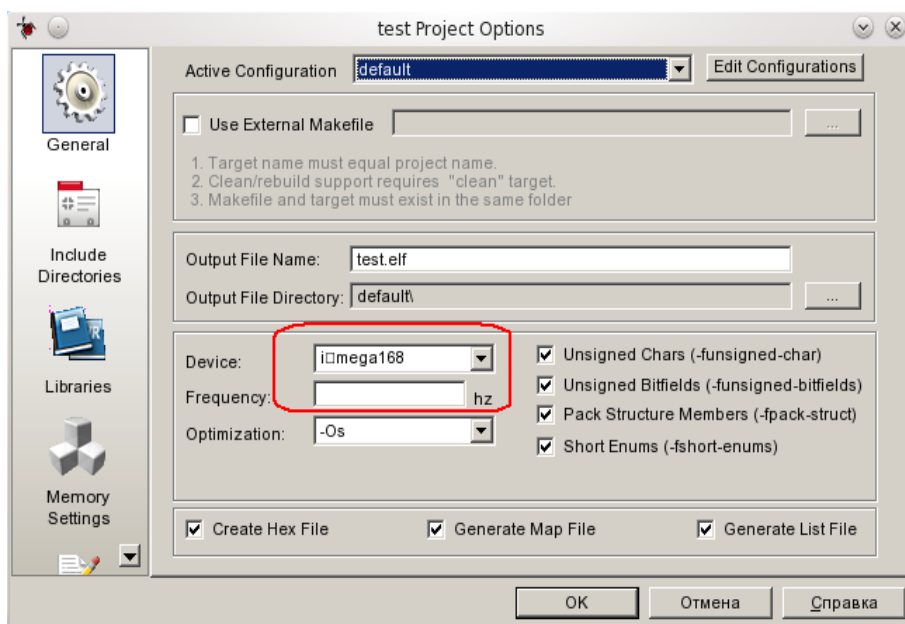 test Project Options
General
Include
Directories
Libraries
Memory
Settings
Active Configuration default Edit Configurations
Use External Makefile ...
1. Target name must equal project name.
2. Clean/rebuild support requires "clean" target.
3. Makefile and target must exist in the same folder
Output File Name: test.elf
Output File Directory: default\ ...
Device: i□mega168
Frequency: hz
Optimization: -Os
Unsigned Chars (-funsigned-char)
Unsigned Bitfields (-funsigned-bitfields)
Pack Structure Members (-fpack-struct)
Short Enums (-fshort-enums)
Create Hex File Generate Map File Generate List File
OK Отмена Справка